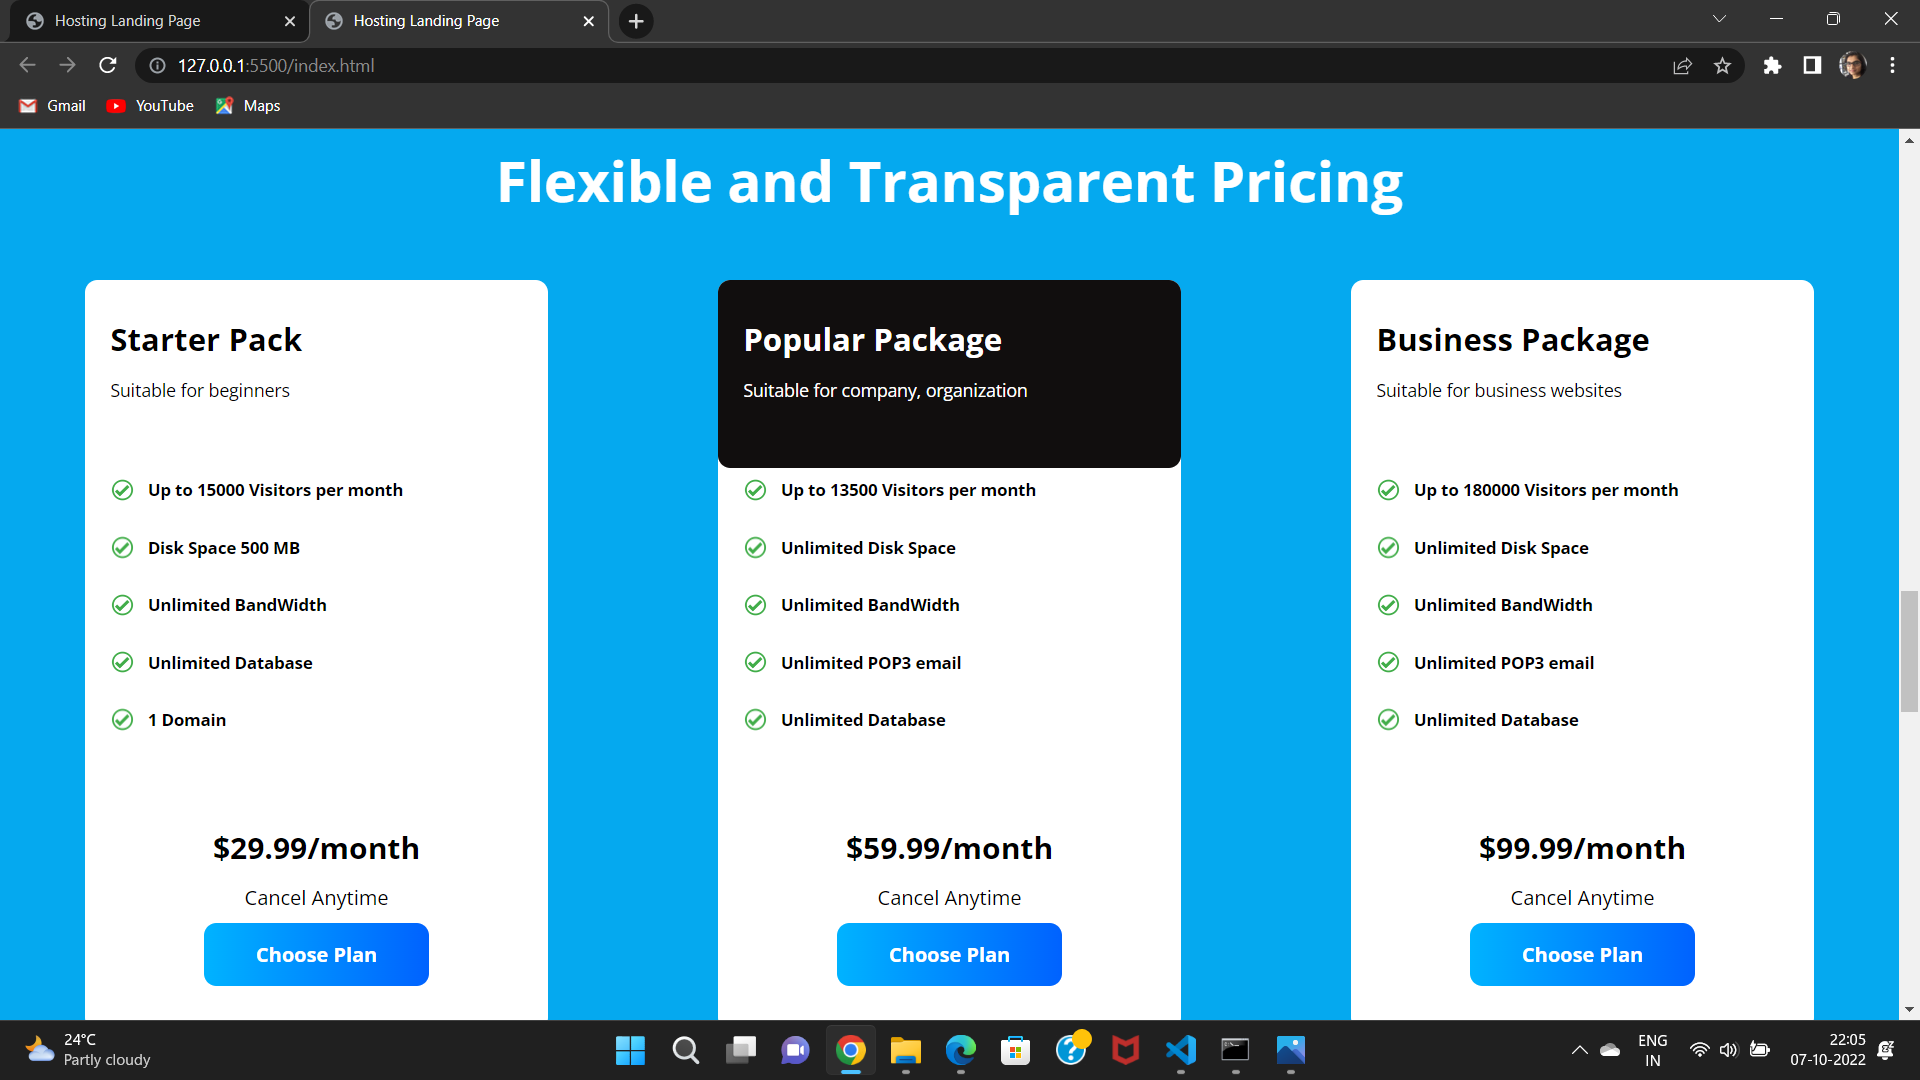 Hosting Landing Page
Hosting Landing Page
127.0.0.1:5500/index.html
Gmail
YouTube
Maps
Flexible and Transparent Pricing
Starter Pack
Suitable for beginners
Up to 15000 Visitors per month
Disk Space 500 MB
Unlimited BandWidth
Unlimited Database
1 Domain
$29.99/month
Cancel Anytime
Choose Plan
Popular Package
Suitable for company, organization
Up to 13500 Visitors per month
Unlimited Disk Space
Unlimited BandWidth
Unlimited POP3 email
Unlimited Database
$59.99/month
Cancel Anytime
Choose Plan
Business Package
Suitable for business websites
Up to 180000 Visitors per month
Unlimited Disk Space
Unlimited BandWidth
Unlimited POP3 email
Unlimited Database
$99.99/month
Cancel Anytime
Choose Plan
24°C
Partly cloudy
ENG
IN
22:05
07-10-2022